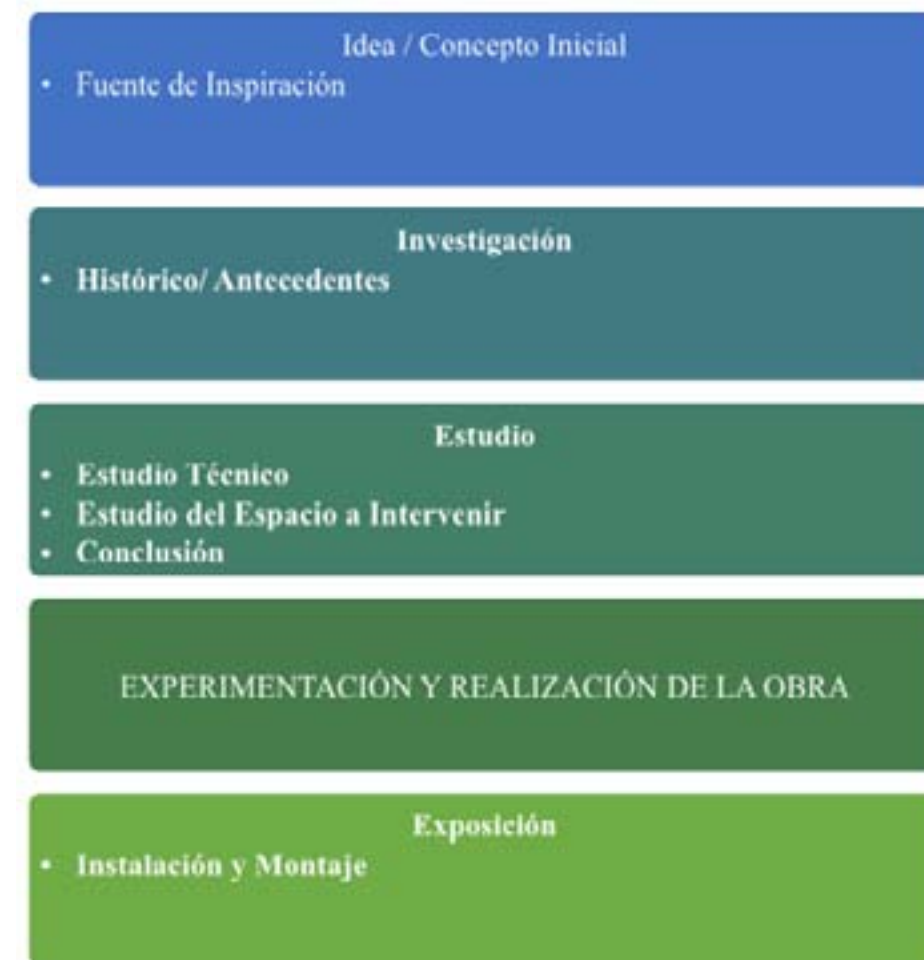 Idea / Concepto Inicial
• Fuente de Inspiración
Investigación
• Histórico/ Antecedentes
Estudio
• Estudio Técnico
• Estudio del Espacio a Intervenir
• Conclusión
EXPERIMENTACIÓN Y REALIZACIÓN DE LA OBRA
Exposición
• Instalación y Montaje